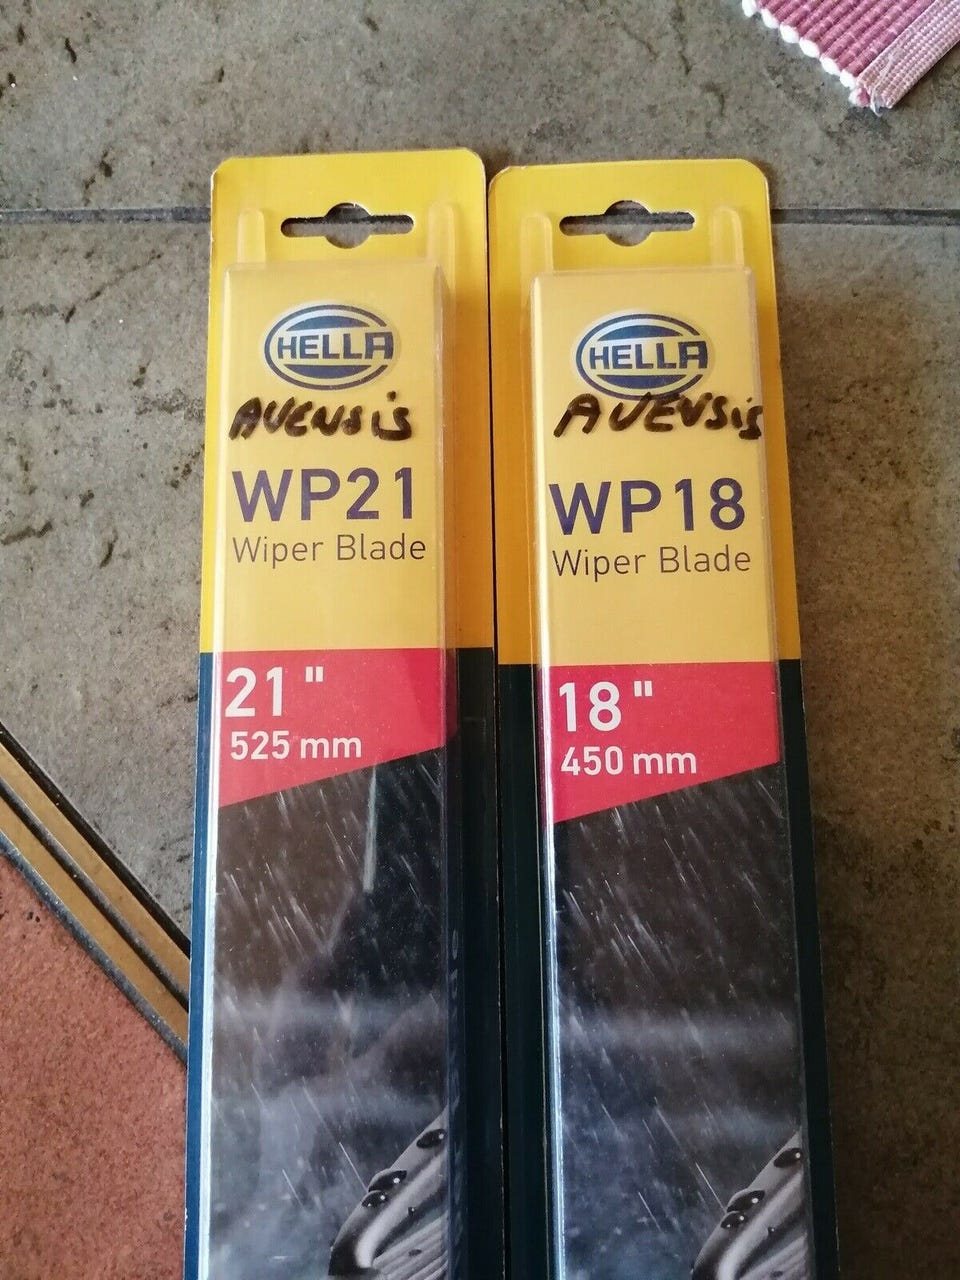 HELLA
AVENSiS
WP21
Wiper Blade
21"
525 mm
HELLA
AVENSiS
WP18
Wiper Blade
18"
450 mm